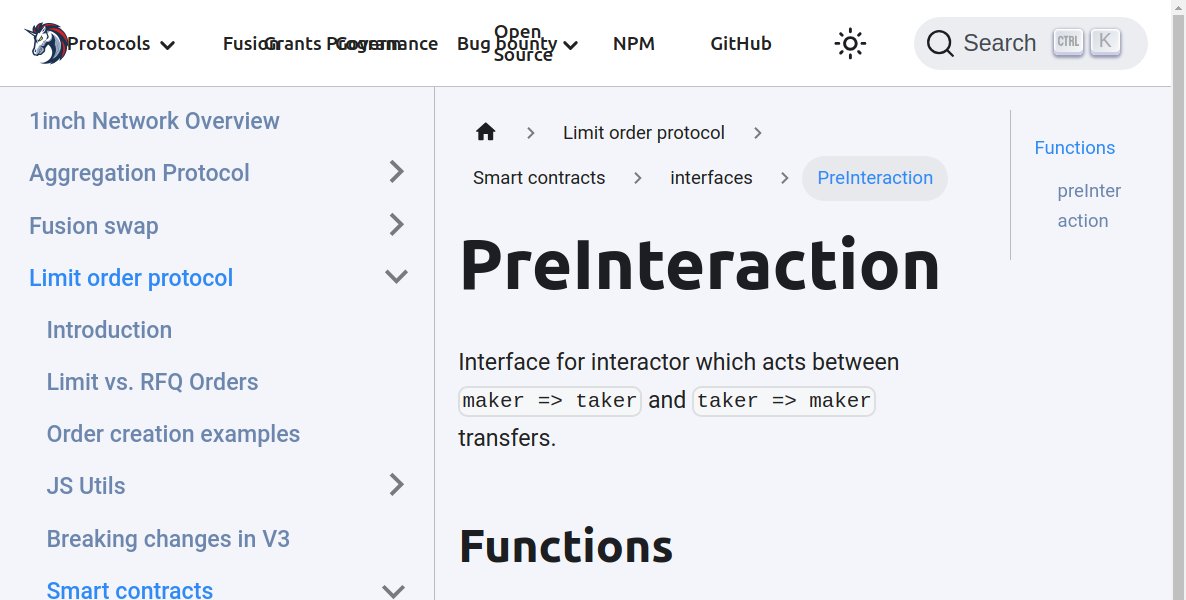 Protocols Fusion Grants Program Governance Bug bounty Open Source NPM GitHub Search CTRL K
1inch Network Overview
Aggregation Protocol
Fusion swap
Limit order protocol
Introduction
Limit vs. RFQ Orders
Order creation examples
JS Utils
Breaking changes in V3
Smart contracts
Limit order protocol
Smart contracts interfaces PreInteraction
PreInteraction
Interface for interactor which acts between
maker => taker and taker => maker
transfers.
Functions
Functions
preInter
action